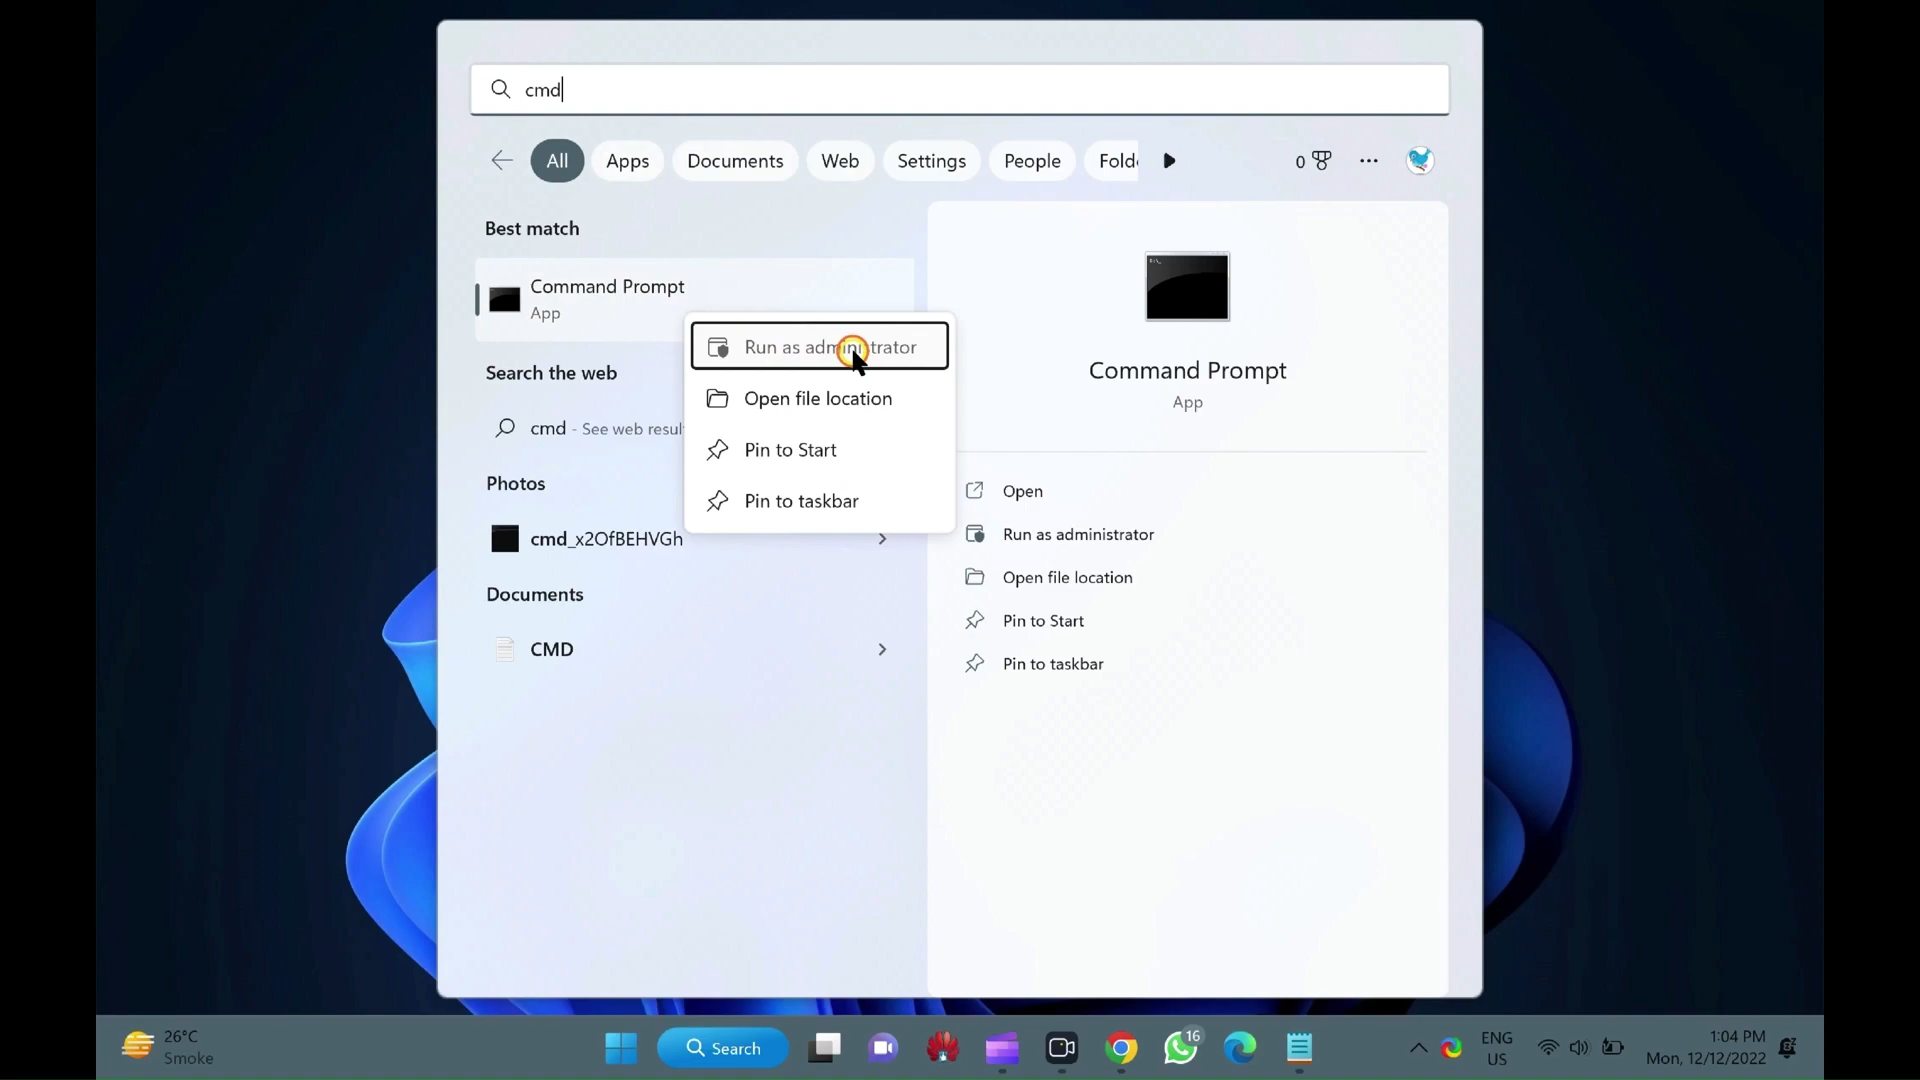 cmd
All
Apps
Documents
Web
Settings
People
0
Best match
Command Prompt
App
Run as administrator
Open file location
Pin to Start
Pin to taskbar
Search the web
cmd - See web resul
Photos
cmd_x2OfBEHVGh
Documents
CMD
Command Prompt
App
Open
Run as administrator
Open file location
Pin to Start
Pin to taskbar
26°C
Smoke
Search
16
ENG
US
1:04 PM
Mon, 12/12/2022